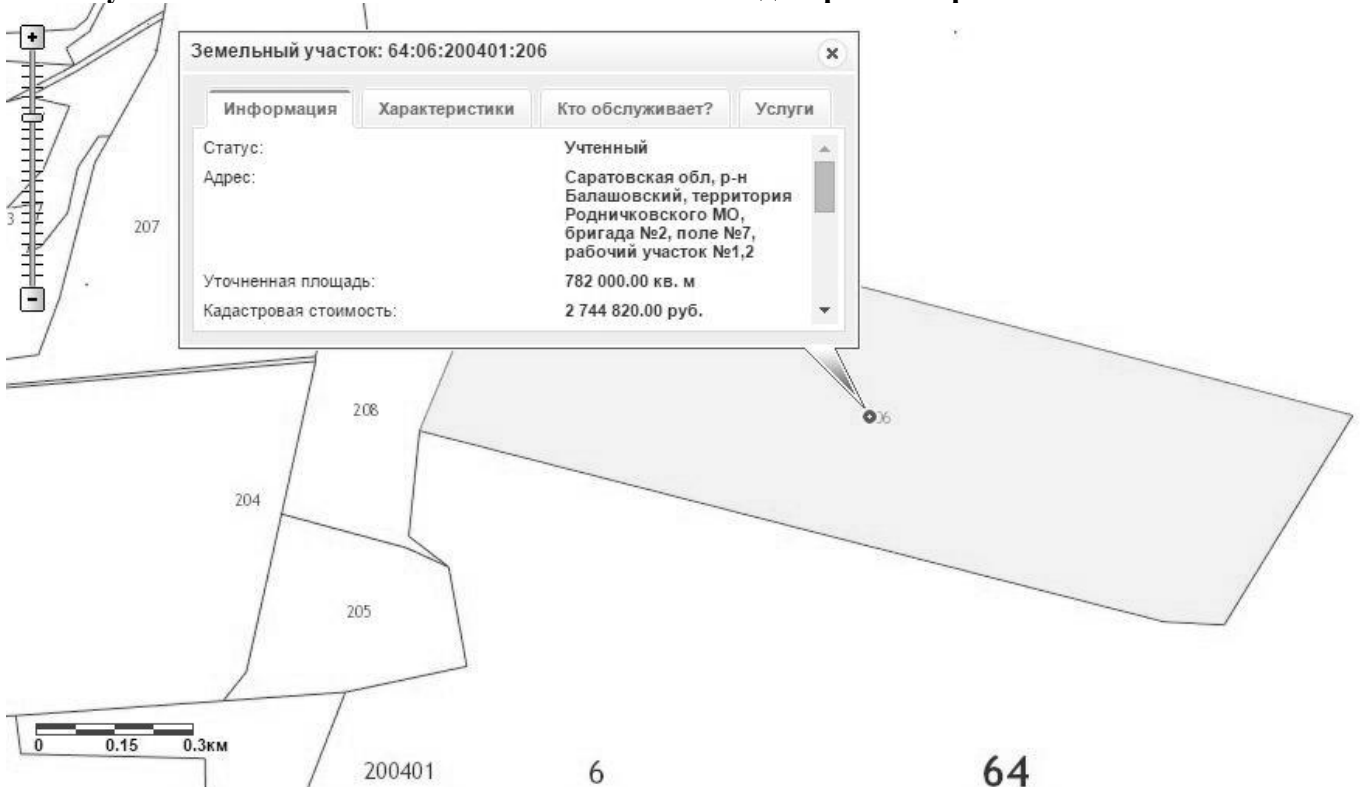 Земельный участок: 64:06:200401:206
Информация Характеристики Кто обслуживает? Услуги
Статус: Учтенный
Адрес: Саратовская обл, р-н
Балашовский, территория
Родничковского МО,
бригада №2, поле №7,
рабочий участок №1,2
Уточненная площадь: 782 000.00 кв. м
Кадастровая стоимость: 2 744 820.00 руб.
207
208
204
205
0 0.15 0.3км
200401 6 64